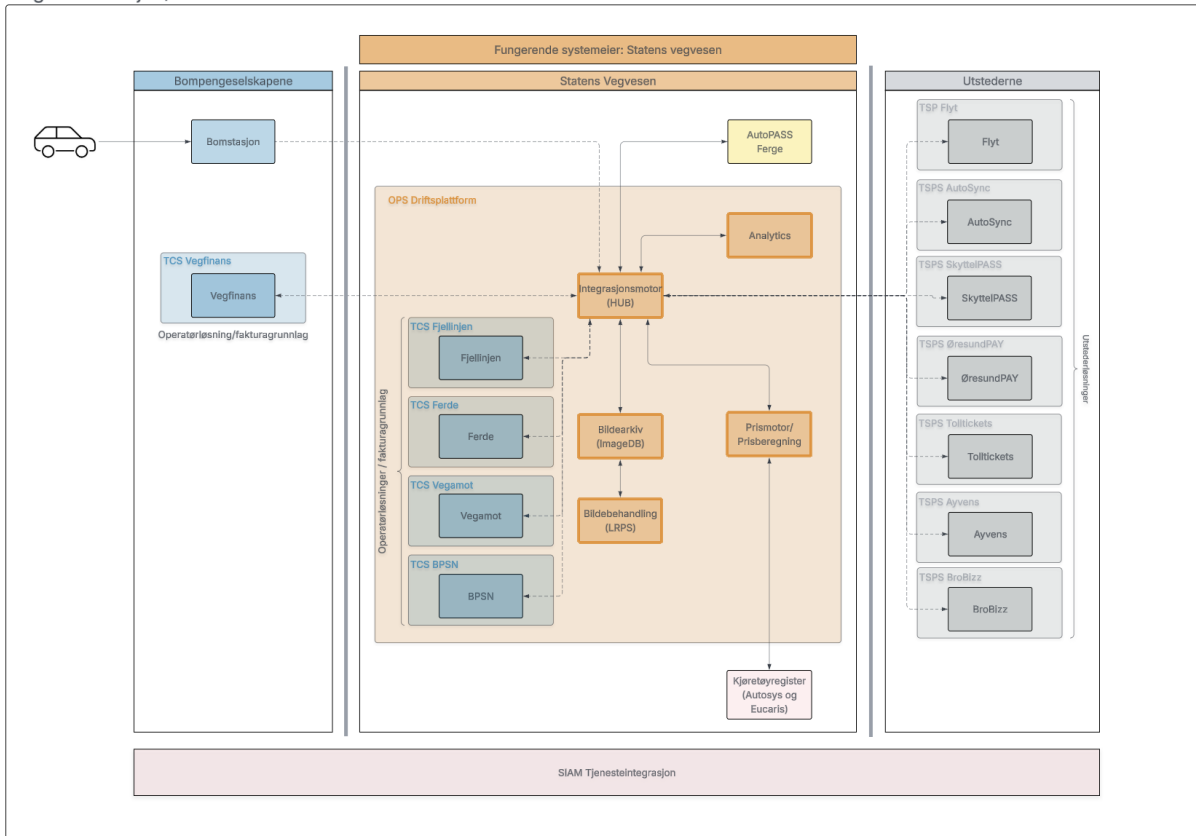 Fungerende systemeier: Statens vegvesen
Bompengeselskapene
Statens Vegvesen
Utstederne
Bomstasjon
AutoPASS
Ferge
TSP Flyt
Flyt
OPS Driftsplattform
TSPS AutoSync
AutoSync
Analytics
TCS Vegfinans
Vegfinans
Operatørløsning/fakturagrunnlag
Integrasjonsmotor
(HUB)
TSPS SkyttelPASS
SkyttelPASS
TCS Fjellinjen
Fjellinjen
TSPS ØresundPAY
ØresundPAY
Utstederløsninger
Operatørløsninger / fakturagrunnlag
TCS Ferde
Ferde
Bildearkiv
(ImageDB)
Prismotor/
Prisberegning
TSPS Tolltickets
Tolltickets
TCS Vegamot
Vegamot
Bildebehandling
(LRPS)
TSPS Ayvens
Ayvens
TCS BPSN
BPSN
TSPS BroBizz
BroBizz
Kjøretøyregister
(Autosys og
Eucaris)
SIAM Tjenesteintegrasjon